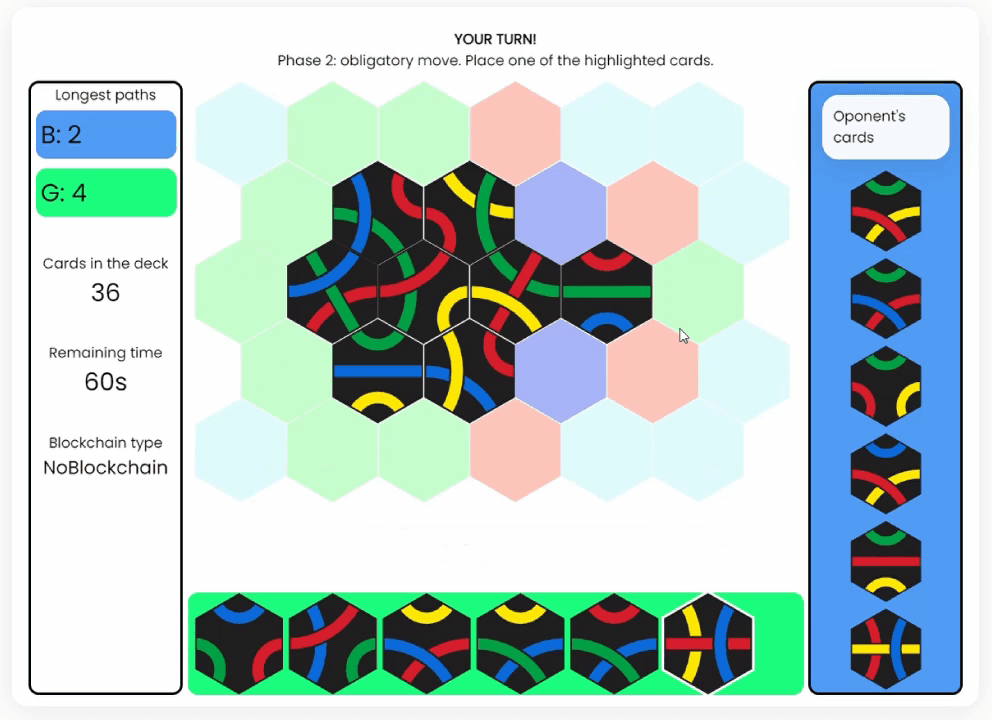 YOUR TURN!
Phase 2: obligatory move. Place one of the highlighted cards.
Longest paths
B: 2
G: 4
Cards in the deck
36
Remaining time
60s
Blockchain type
NoBlockchain
Oponent's
cards